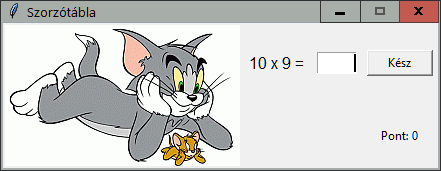 Szorzótábla
10 x 9 =
Kész
Pont: 0